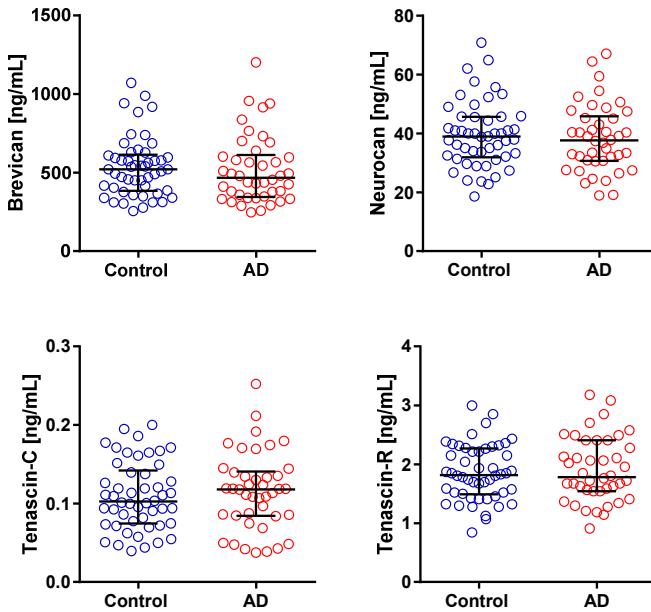 Brevican [ng/mL]
1500
1000
500
0
Control AD
Neurocan [ng/mL]
80
60
40
20
0
Control AD
Tenascin-C [ng/mL]
0.3
0.2
0.1
0.0
Control AD
Tenascin-R [ng/mL]
4
3
2
1
0
Control AD